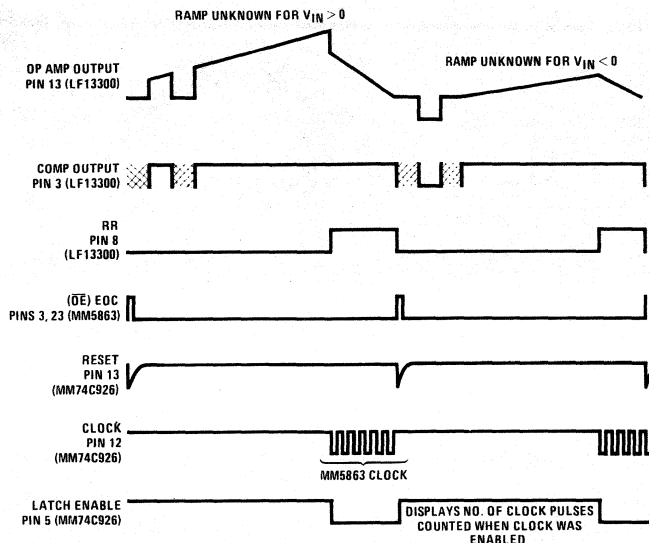 RAMP UNKNOWN FOR VIN > 0
OP AMP OUTPUT
PIN 13 (LF13300)
RAMP UNKNOWN FOR VIN < 0
COMP OUTPUT
PIN 3 (LF13300)
RR
PIN 8
(LF13300)
(OE) EOC
PINS 3, 23 (MM5863)
RESET
PIN 13
(MM74C926)
CLOCK
PIN 12
(MM74C926)
MM5863 CLOCK
LATCH ENABLE
PIN 5 (MM74C926)
DISPLAYS NO. OF CLOCK PULSES
COUNTED WHEN CLOCK WAS
ENABLED